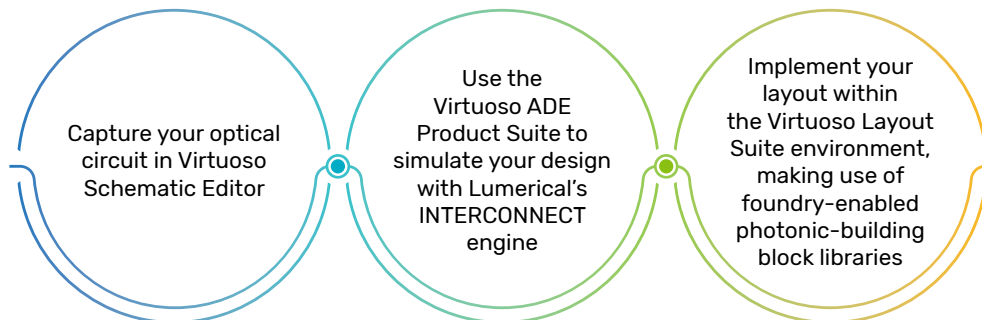 Capture your optical
circuit in Virtuoso
Schematic Editor
Use the
Virtuoso ADE
Product Suite to
simulate your design
with Lumerical’s
INTERCONNECT
engine
Implement your
layout within
the Virtuoso Layout
Suite environment,
making use of
foundry-enabled
photonic-building
block libraries